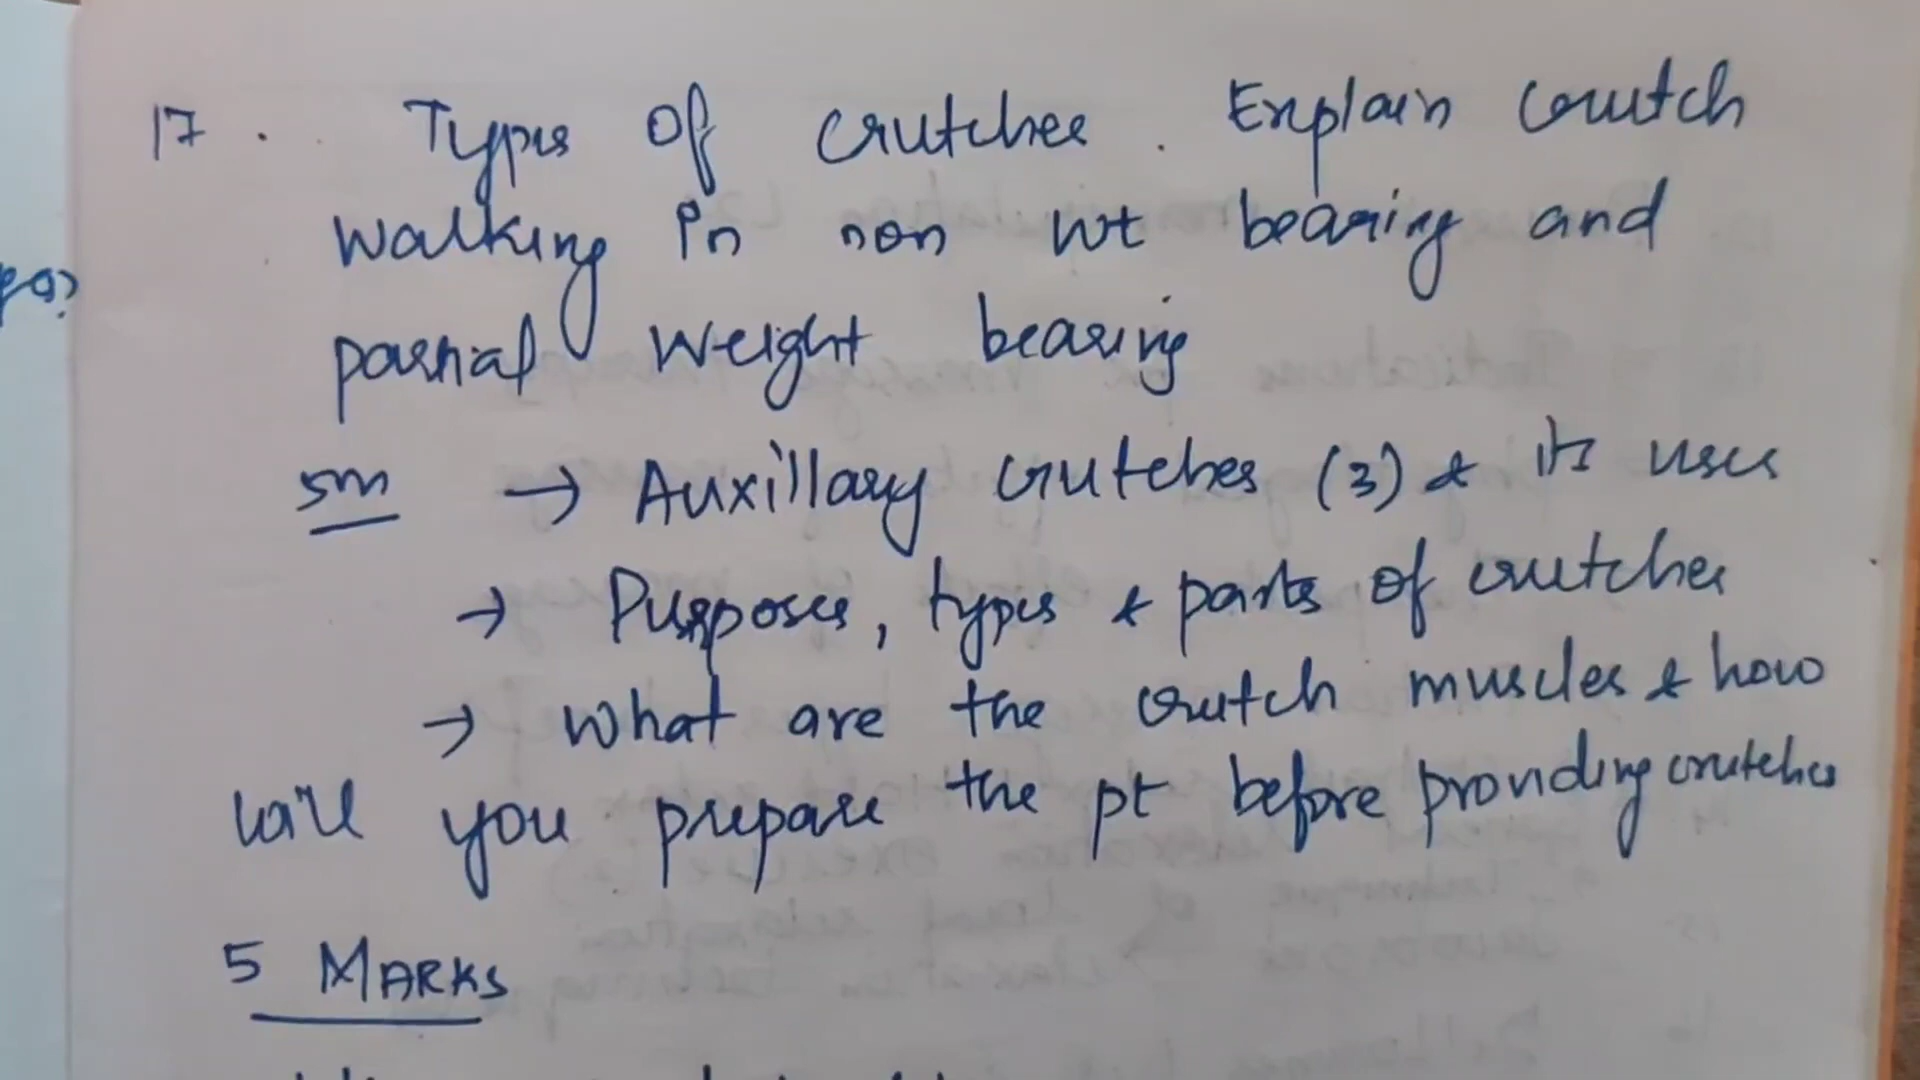 17. Types of crutches. Explain crutch
walking in non wt bearing and
partial weight bearing
5m → Auxillary crutches (3) & its uses
→ Purposes, types & parts of crutches
→ what are the crutch muscles & how
will you prepare the pt before providing crutches
5 MARKS